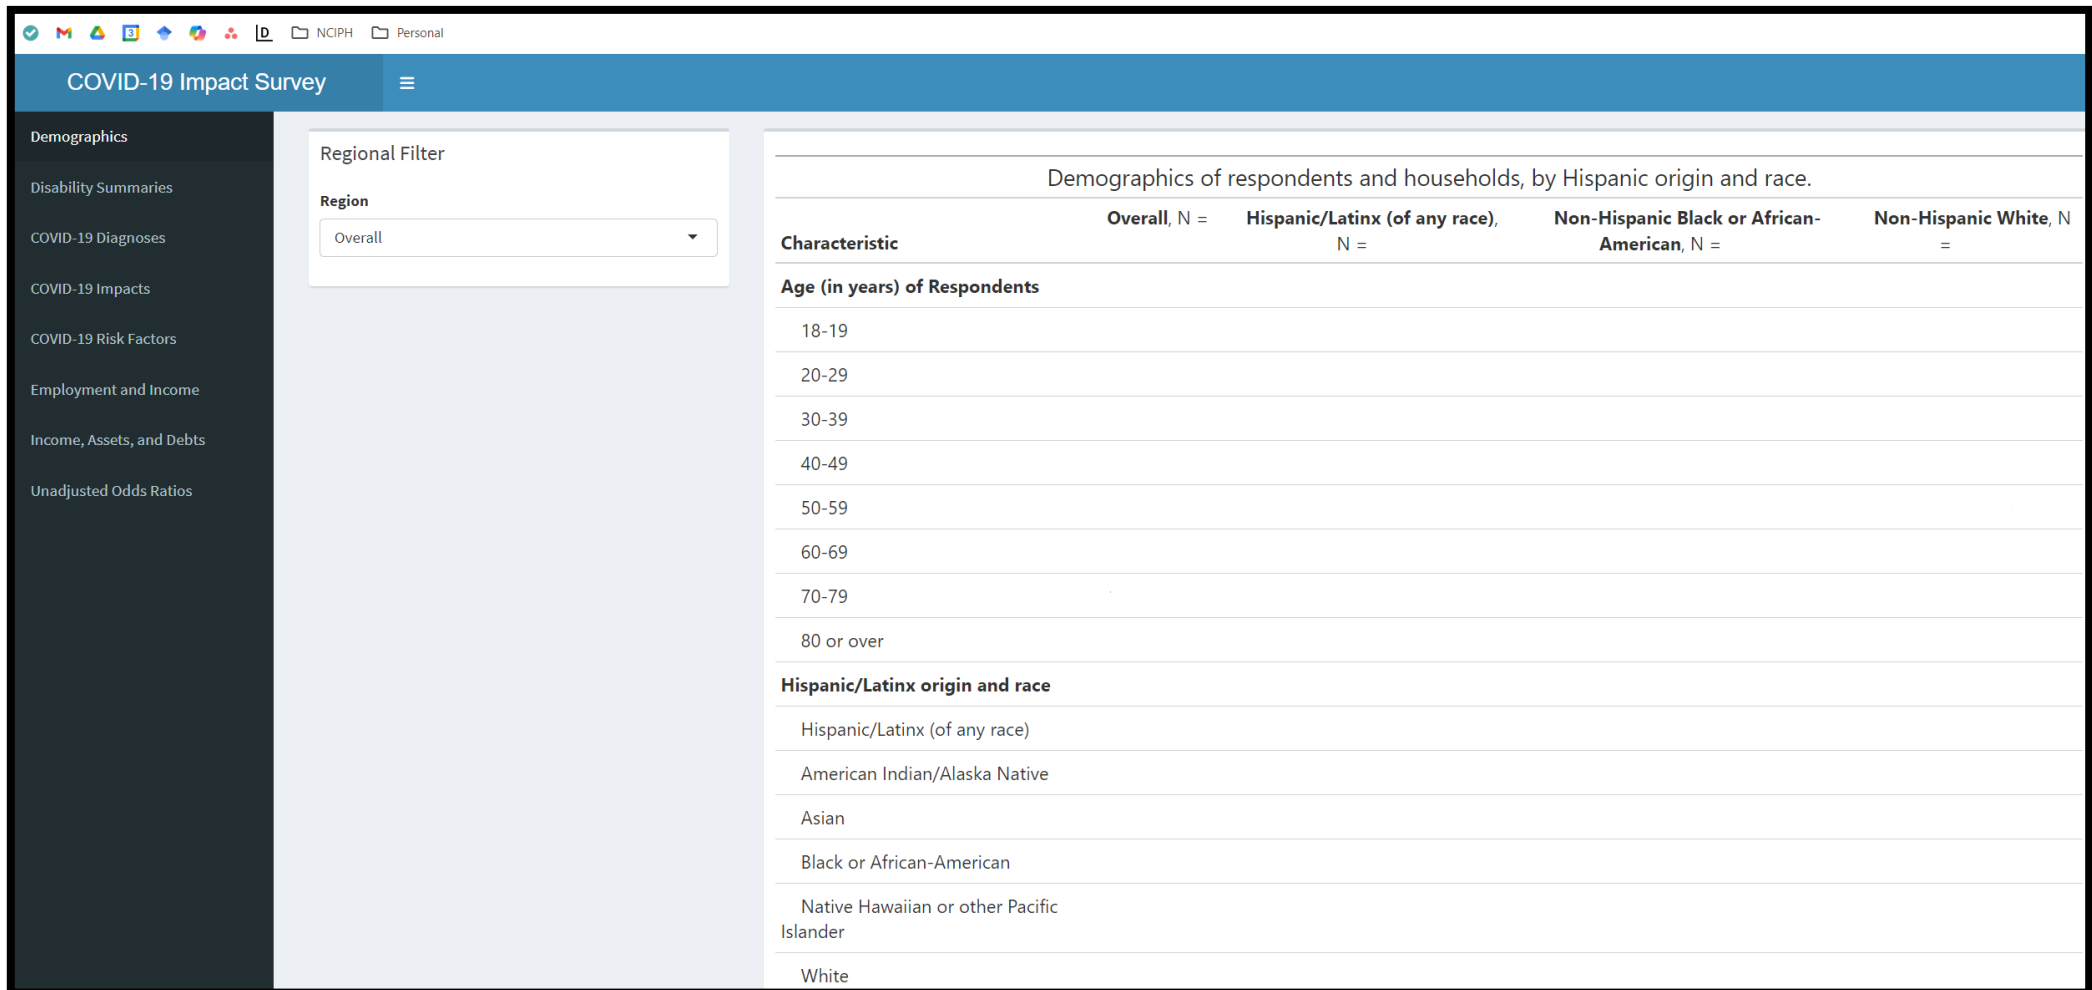 3 D NCIPH Personal
COVID-19 Impact Survey
Demographics
Disability Summaries
COVID-19 Diagnoses
COVID-19 Impacts
COVID-19 Risk Factors
Employment and Income
Income, Assets, and Debts
Unadjusted Odds Ratios
Regional Filter
Region
Overall
Demographics of respondents and households, by Hispanic origin and race.
Characteristic
Overall, N =
Hispanic/Latinx (of any race),
N =
Non-Hispanic Black or African-
American, N =
Non-Hispanic White, N
=
Age (in years) of Respondents
18-19
20-29
30-39
40-49
50-59
60-69
70-79
80 or over
Hispanic/Latinx origin and race
Hispanic/Latinx (of any race)
American Indian/Alaska Native
Asian
Black or African-American
Native Hawaiian or other Pacific
Islander
White